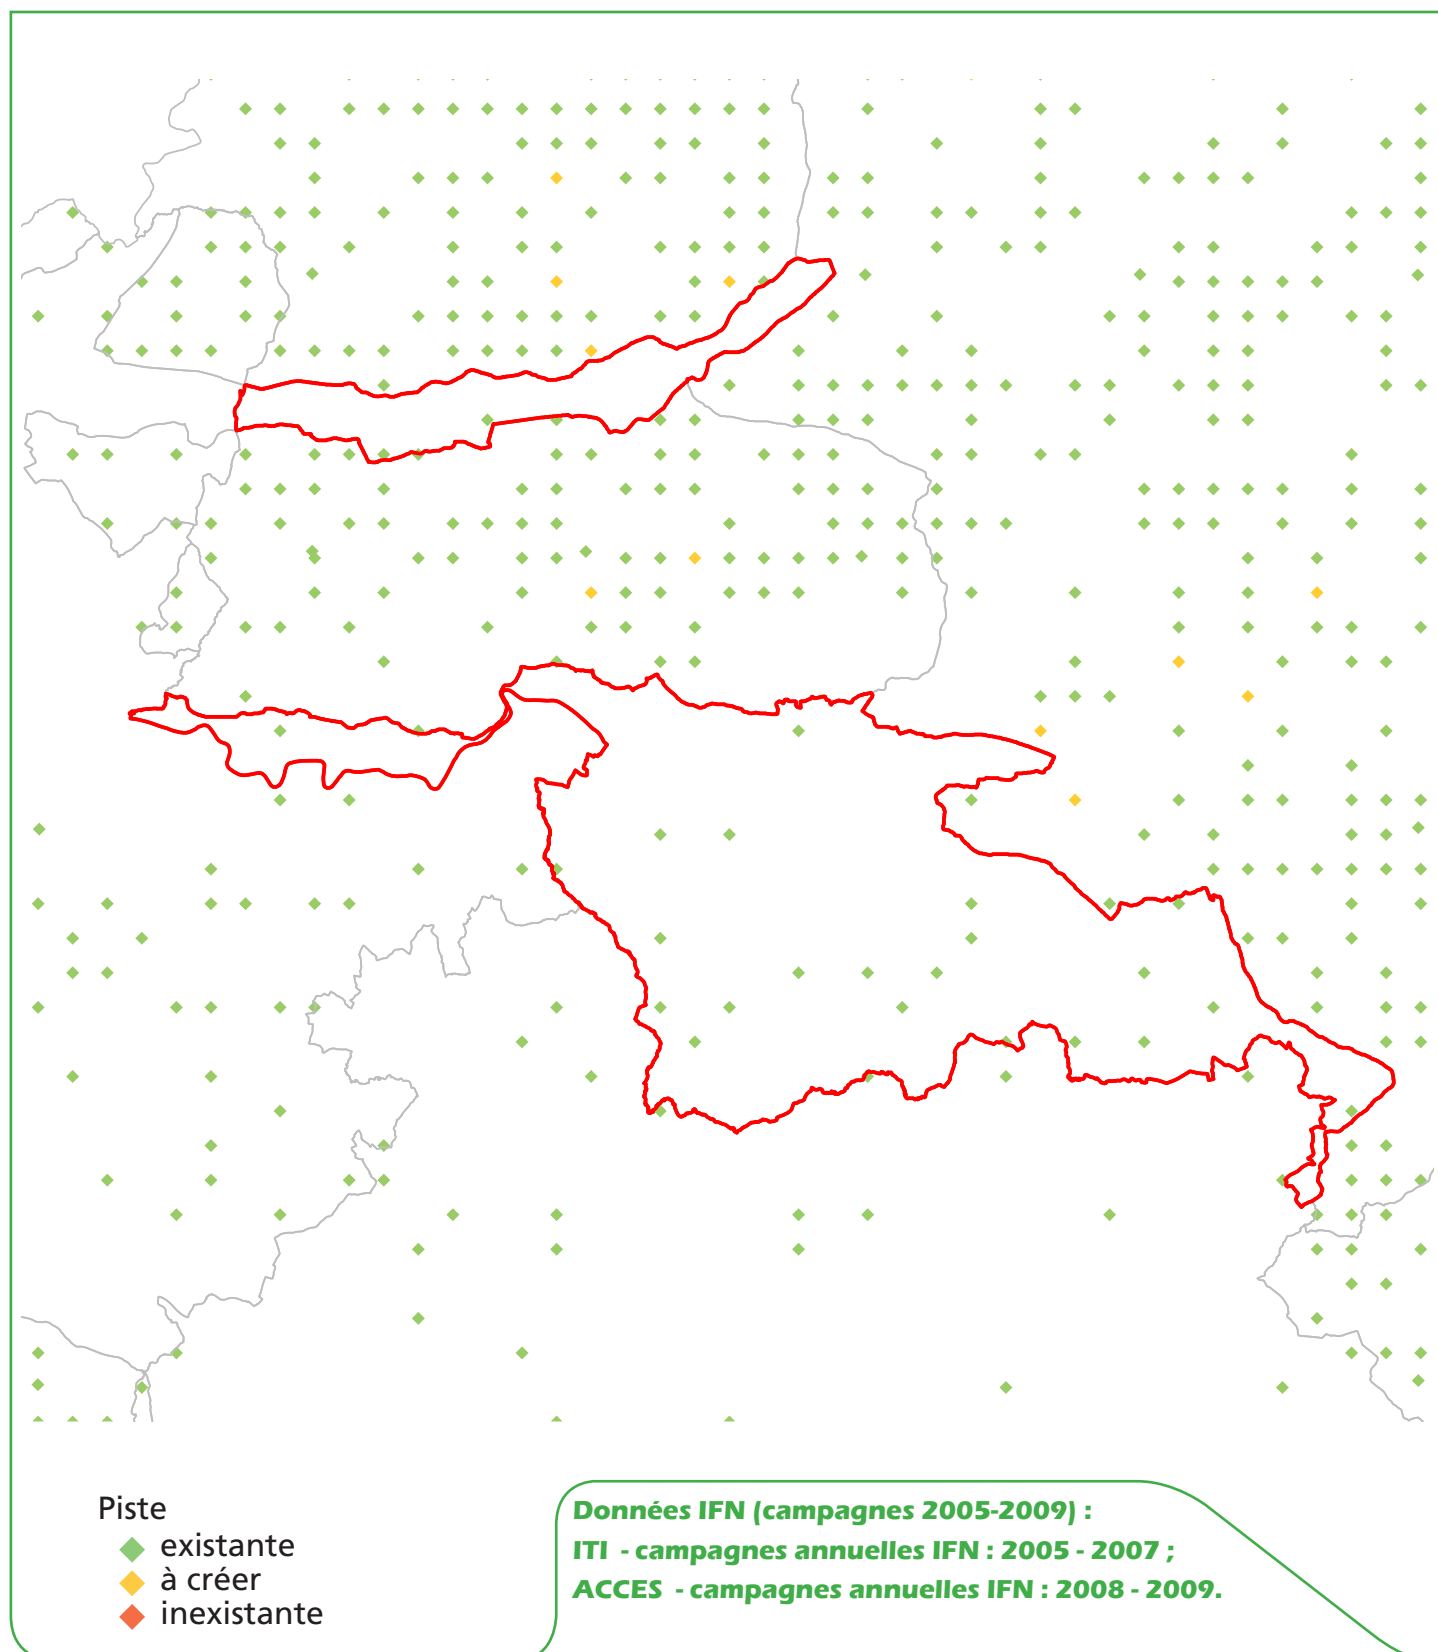 Piste
existante
à créer
inexistante
Données IFN (campagnes 2005-2009) :
ITI - campagnes annuelles IFN : 2005 - 2007 ;
ACCES - campagnes annuelles IFN : 2008 - 2009.